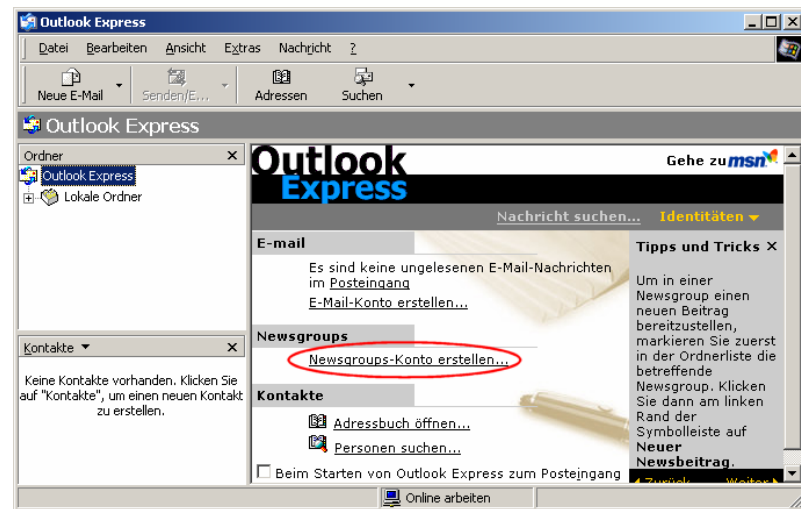 Outlook Express
Datei Bearbeiten Ansicht Extras Nachricht ?
Neue E-Mail Senden/E... Adressen Suchen
Outlook Express
Ordner
Outlook Express
Lokale Ordner
Kontakte
Keine Kontakte vorhanden. Klicken Sie
auf "Kontakte", um einen neuen Kontakt
zu erstellen.
Outlook
Express
Gehe zu msn
Nachricht suchen... Identitäten
E-mail
Es sind keine ungelesenen E-Mail-Nachrichten
im Posteingang
E-Mail-Konto erstellen...
Newsgroups
Newsgroups-Konto erstellen...
Kontakte
Adressbuch öffnen...
Personen suchen...
Beim Starten von Outlook Express zum Posteingang
Tipps und Tricks
Um in einer
Newsgroup einen
neuen Beitrag
bereitzustellen,
markieren Sie zuerst
in der Ordnerliste die
betreffende
Newsgroup. Klicken
Sie dann am linken
Rand der
Symbolleiste auf
Neuer
Newsbeitrag.
Zurück Weiter
Online arbeiten